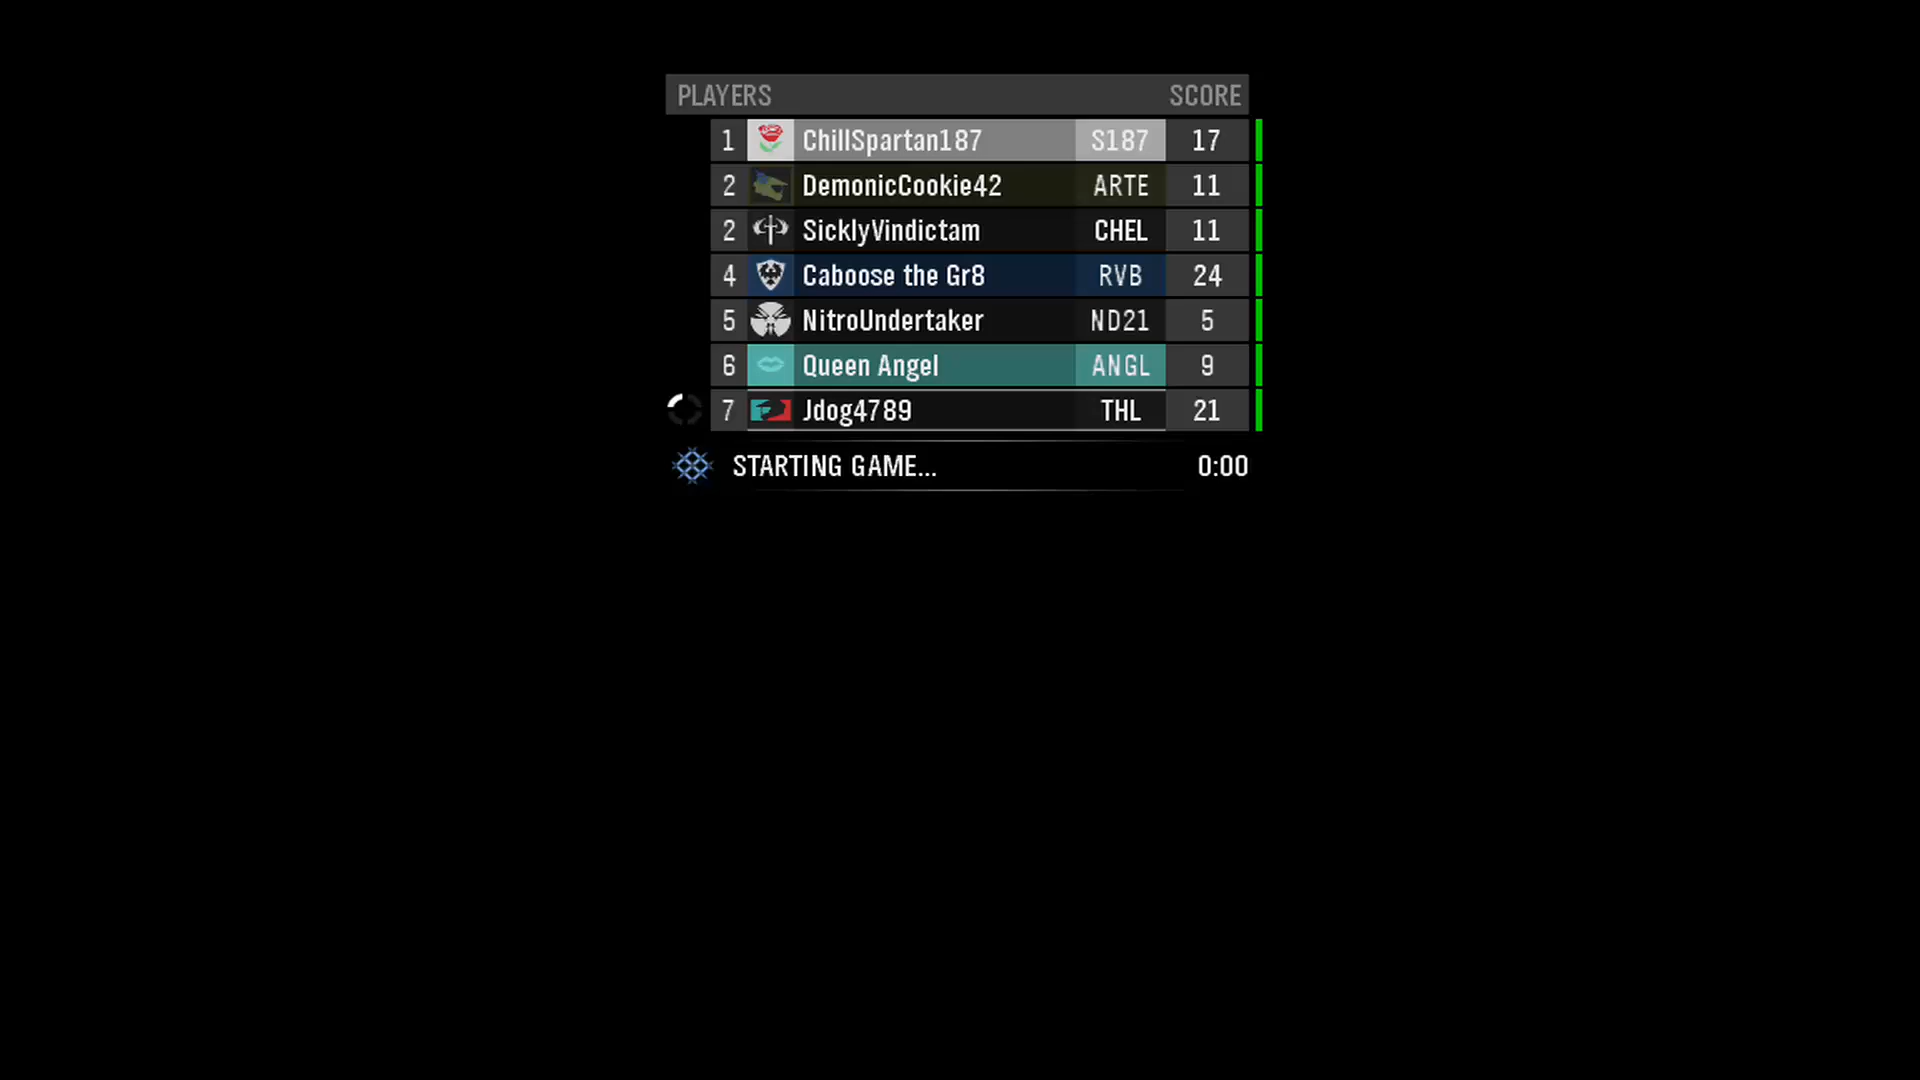 PLAYERS SCORE
1 ChillSpartan187 S187 17
2 DemonicCookie42 ARTE 11
2 SicklyVindictam CHEL 11
4 Caboose the Gr8 RVB 24
5 NitroUndertaker ND21 5
6 Queen Angel ANGL 9
7 Jdog4789 THL 21
STARTING GAME... 0:00